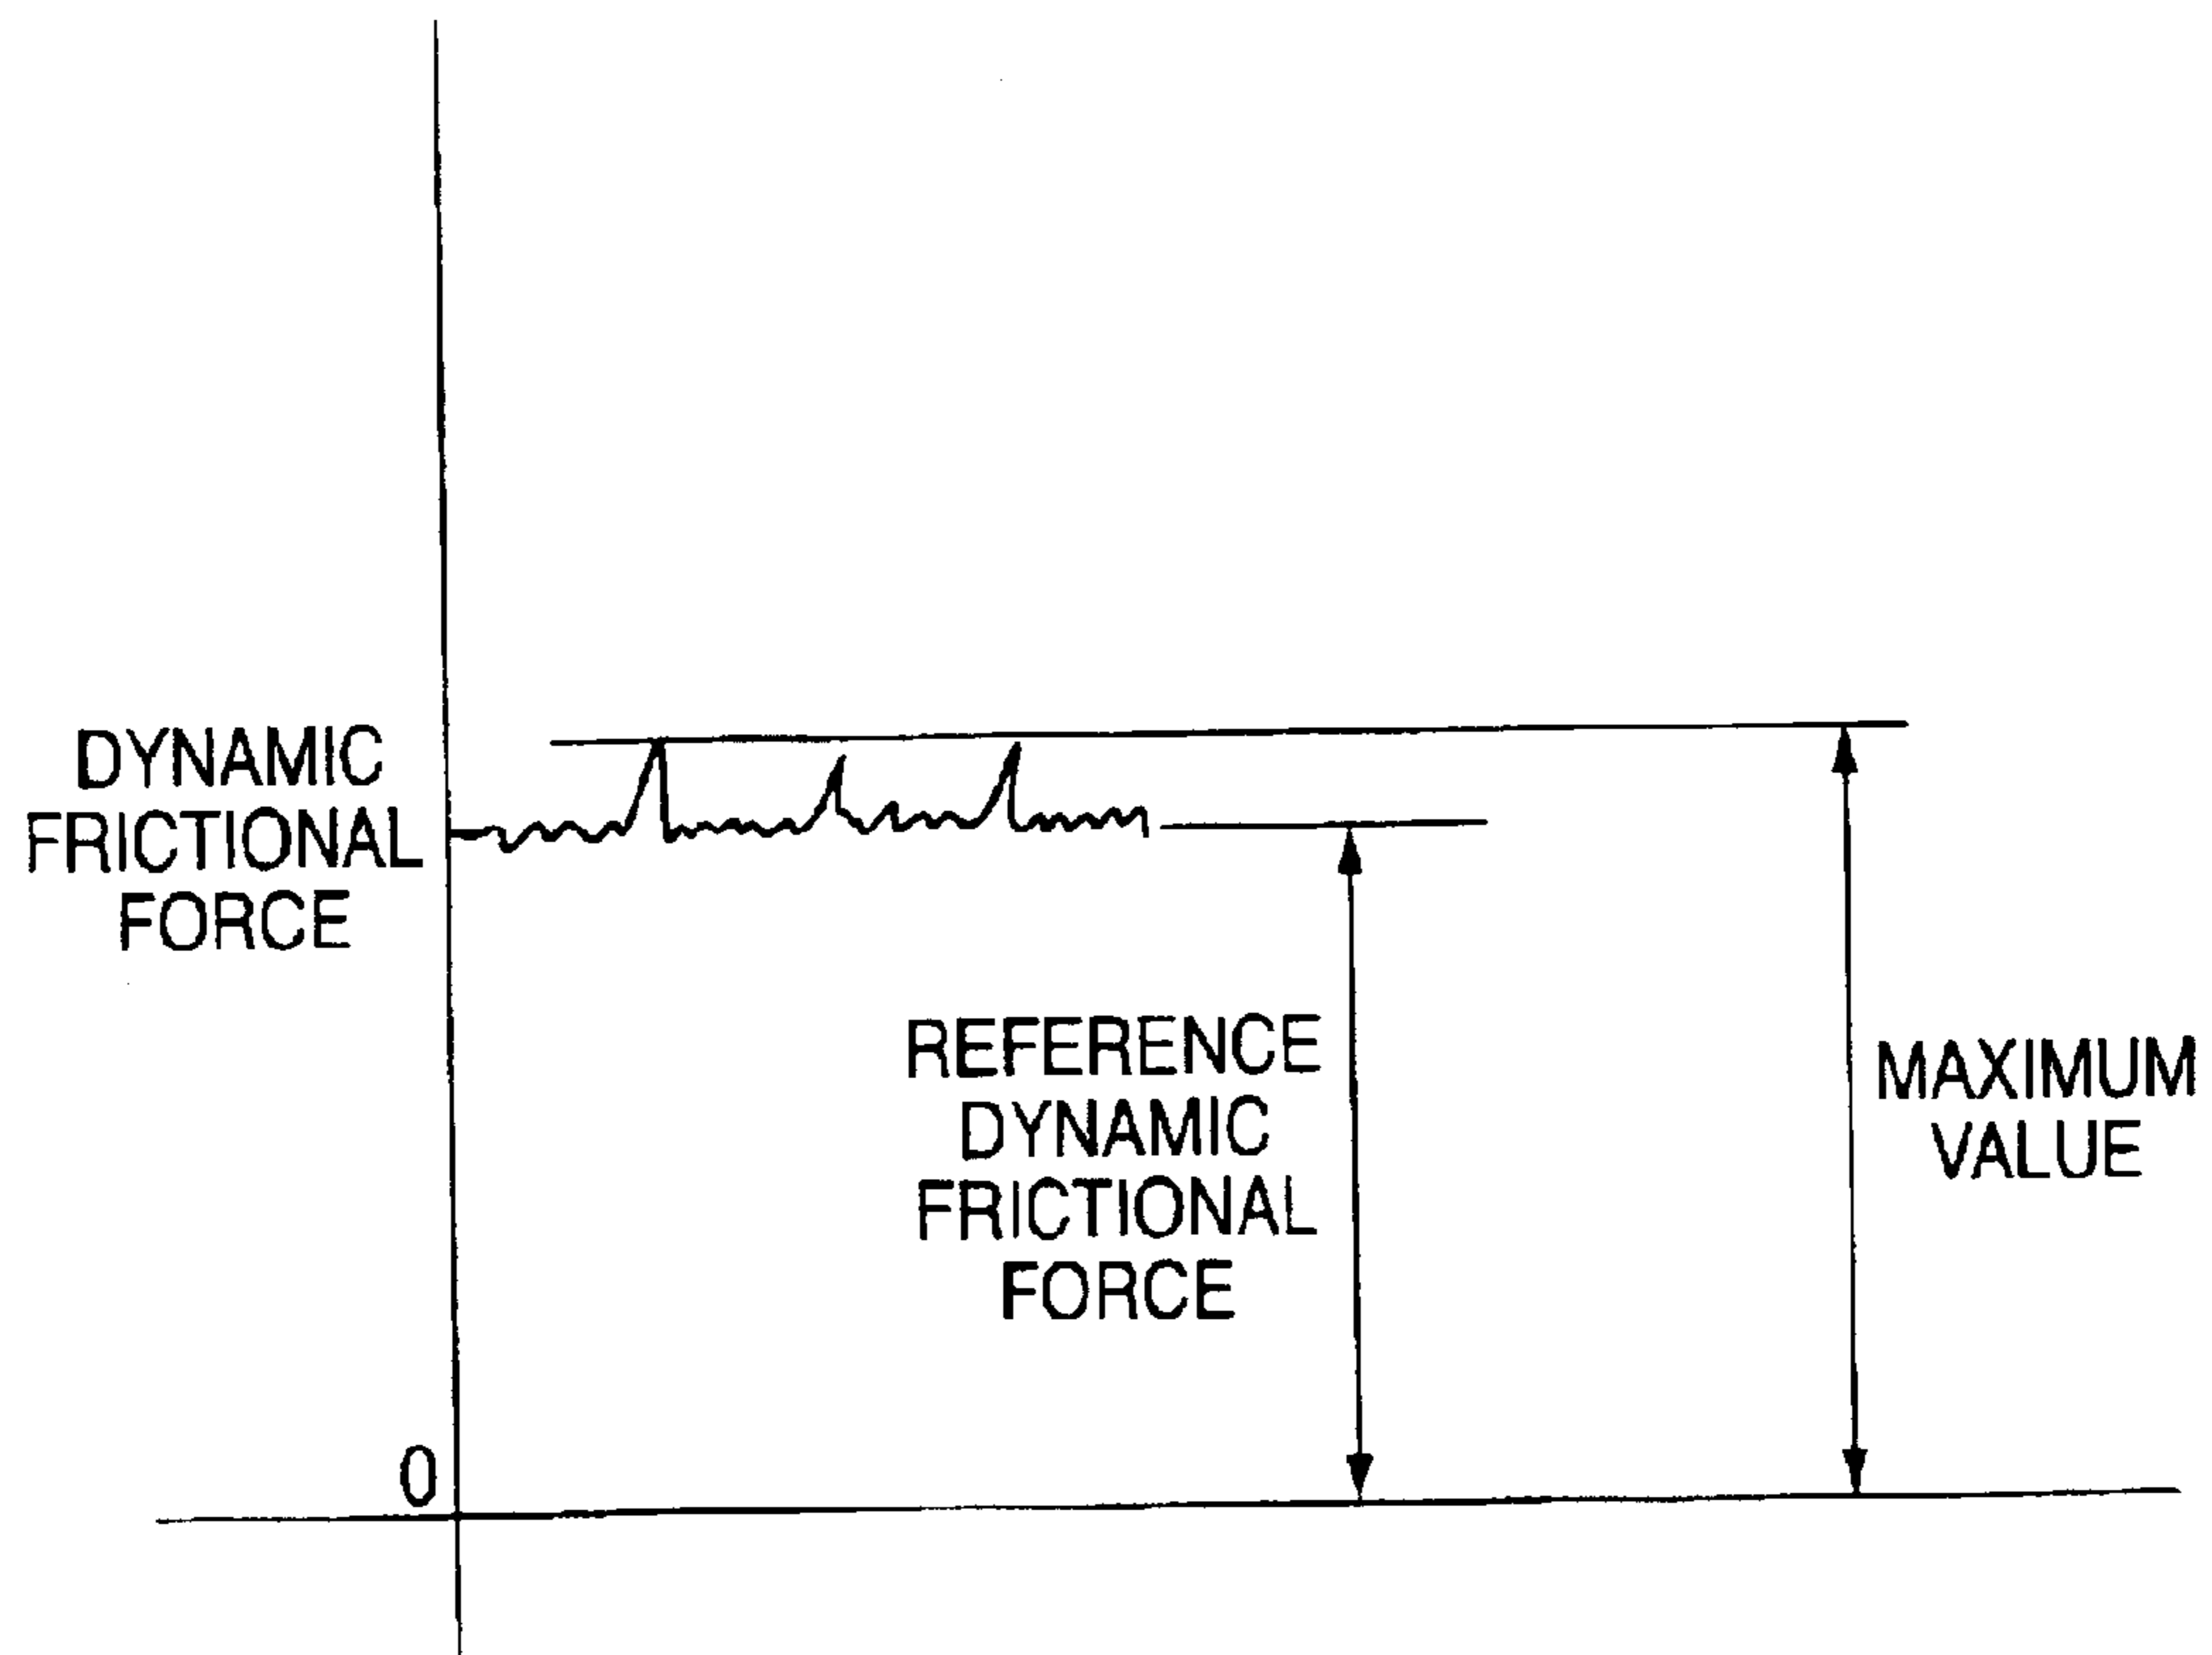 DYNAMIC
FRICTIONAL
FORCE
REFERENCE
DYNAMIC
FRICTIONAL
FORCE
MAXIMUM
VALUE
0